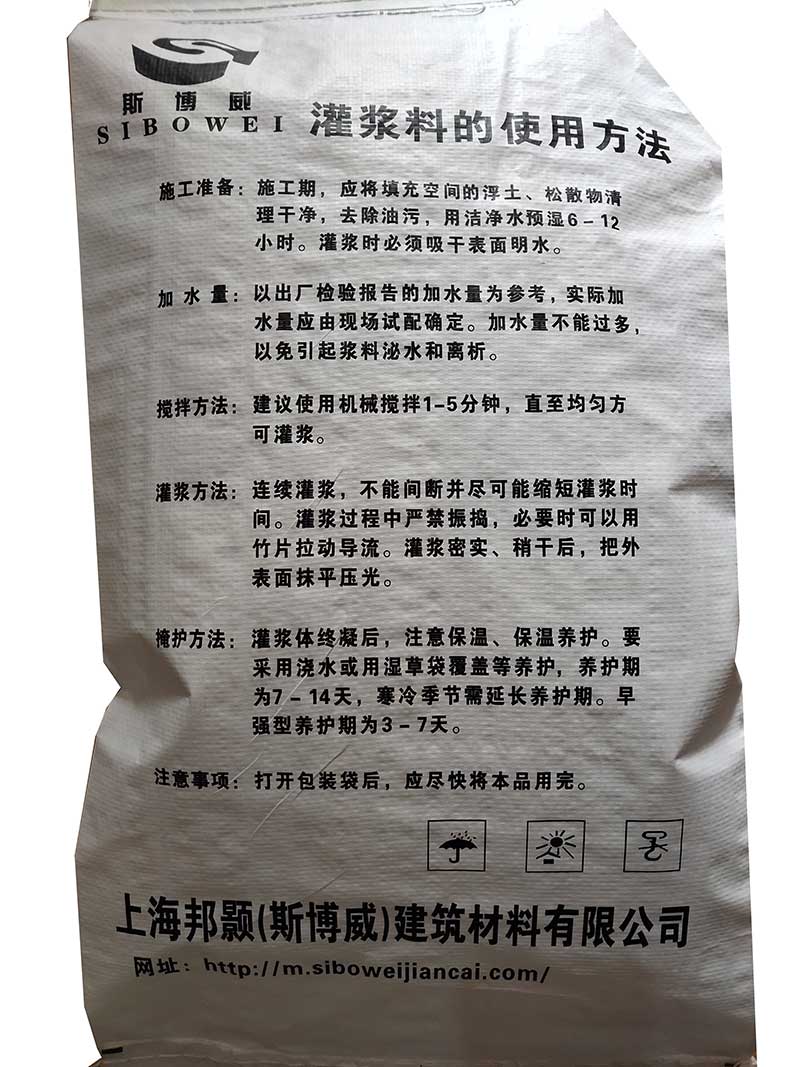 斯博威
SIBOWEI
灌浆料的使用方法
施工准备：施工期，应将填充空间的浮土、松散物清
理干净，去除油污，用洁净水预湿6-12
小时。灌浆时必须吸干表面明水。
加水量：以出厂检验报告的加水量为参考，实际加
水量应由现场试配确定。加水量不能过多，
以免引起浆料泌水和离析。
搅拌方法：建议使用机械搅拌1-5分钟，直至均匀方
可灌浆。
灌浆方法：连续灌浆，不能间断并尽可能缩短灌浆时
间。灌浆过程中严禁振捣，必要时可以用
竹片拉动导流。灌浆密实、稍干后，把外
表面抹平压光。
掩护方法：灌浆体终凝后，注意保温、保温养护。要
采用浇水或用湿草袋覆盖等养护，养护期
为7-14天，寒冷季节需延长养护期。早
强型养护期为3-7天。
注意事项：打开包装袋后，应尽快将本品用完。
上海邦颢(斯博威)建筑材料有限公司
网址：http://m.siboweijiancai.com/